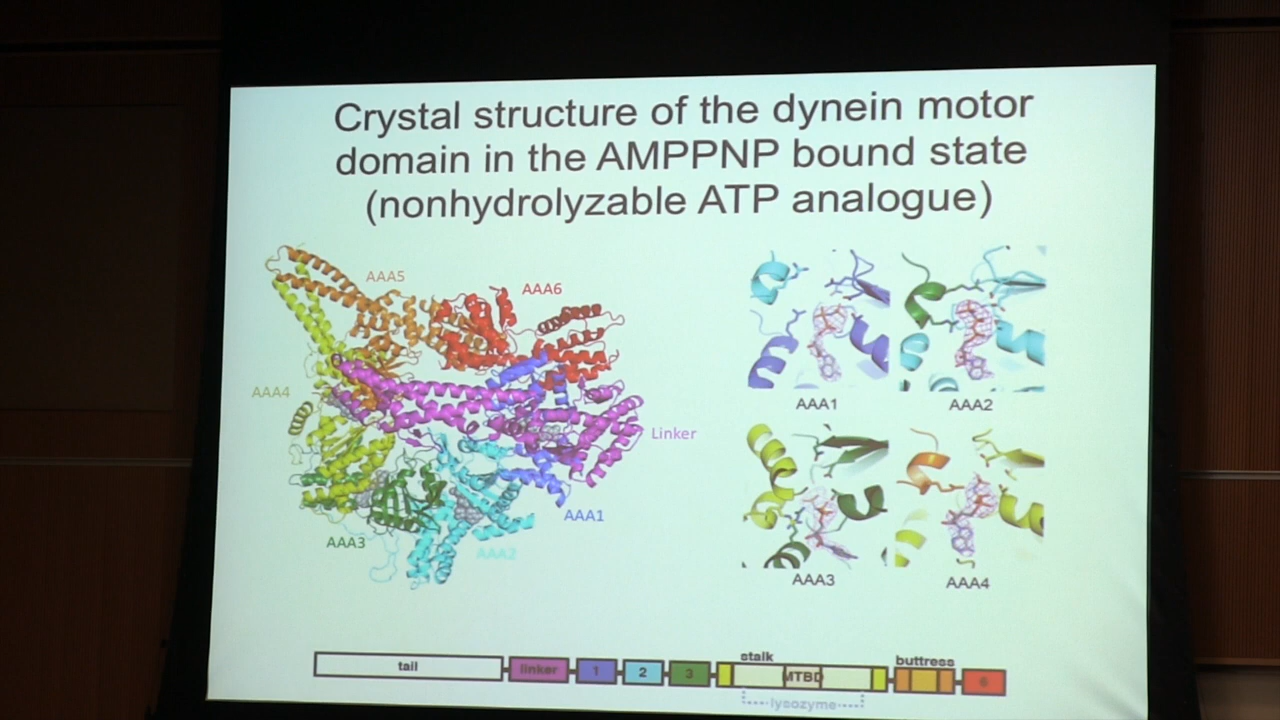 Crystal structure of the dynein motor
domain in the AMPPNP bound state
(nonhydrolyzable ATP analogue)
AAA5
AAA6
AAA4
Linker
AAA1
AAA3
AAA2
AAA1
AAA2
AAA3
AAA4
stalk
buttress
tail
linker
1
2
3
MTBD
6
lysozyme